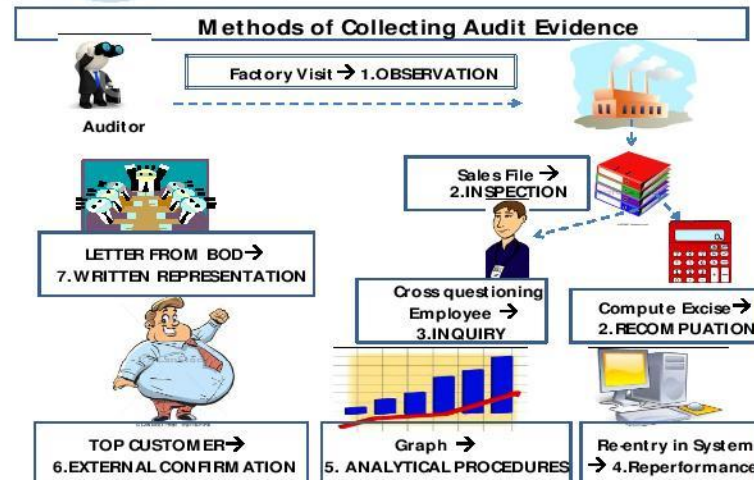 Methods of Collecting Audit Evidence
Factory Visit → 1.OBSERVATION
Auditor
Sales File →
2.INSPECTION
LETTER FROM BOD→
7.WRITTEN REPRESENTATION
Cross questioning
Employee →
3.INQUIRY
Compute Excise→
2.RECOMPUATION
TOP CUSTOMER→
6.EXTERNAL CONFIRMATION
Graph →
5. ANALYTICAL PROCEDURES
Re-entry in System
→ 4.Reperformance